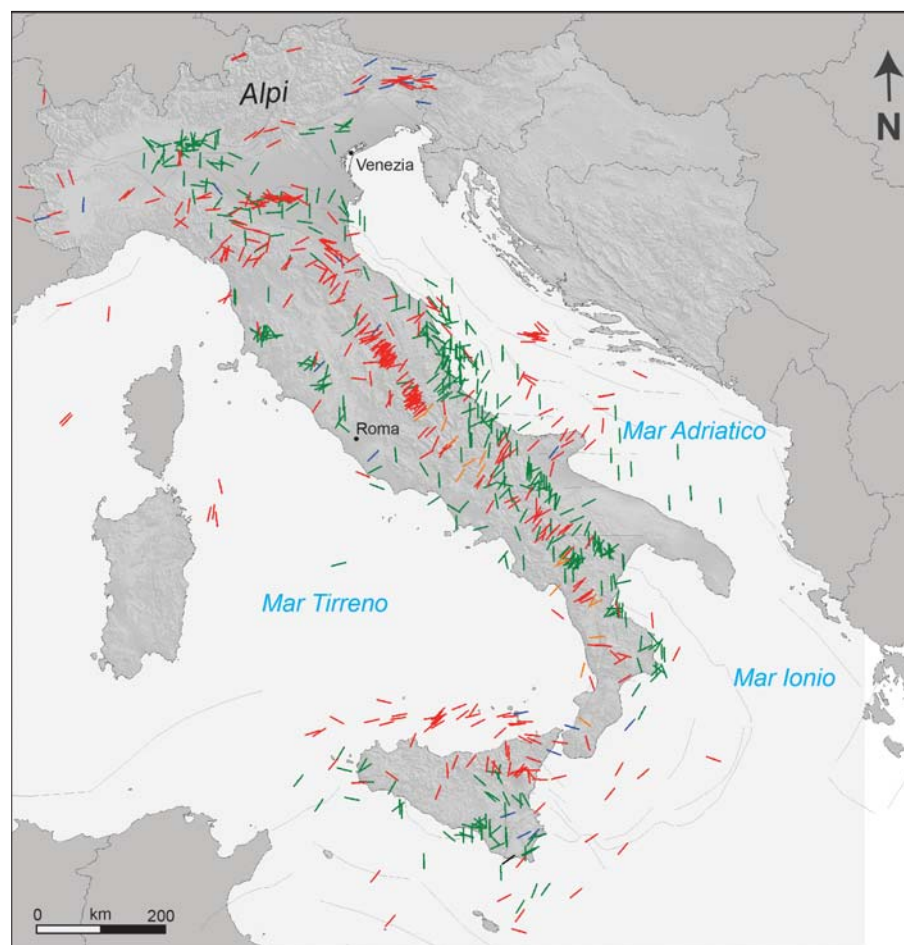 Alpi
N
Venezia
Roma
Mar Adriatico
Mar Tirreno
Mar Ionio
0 km 200